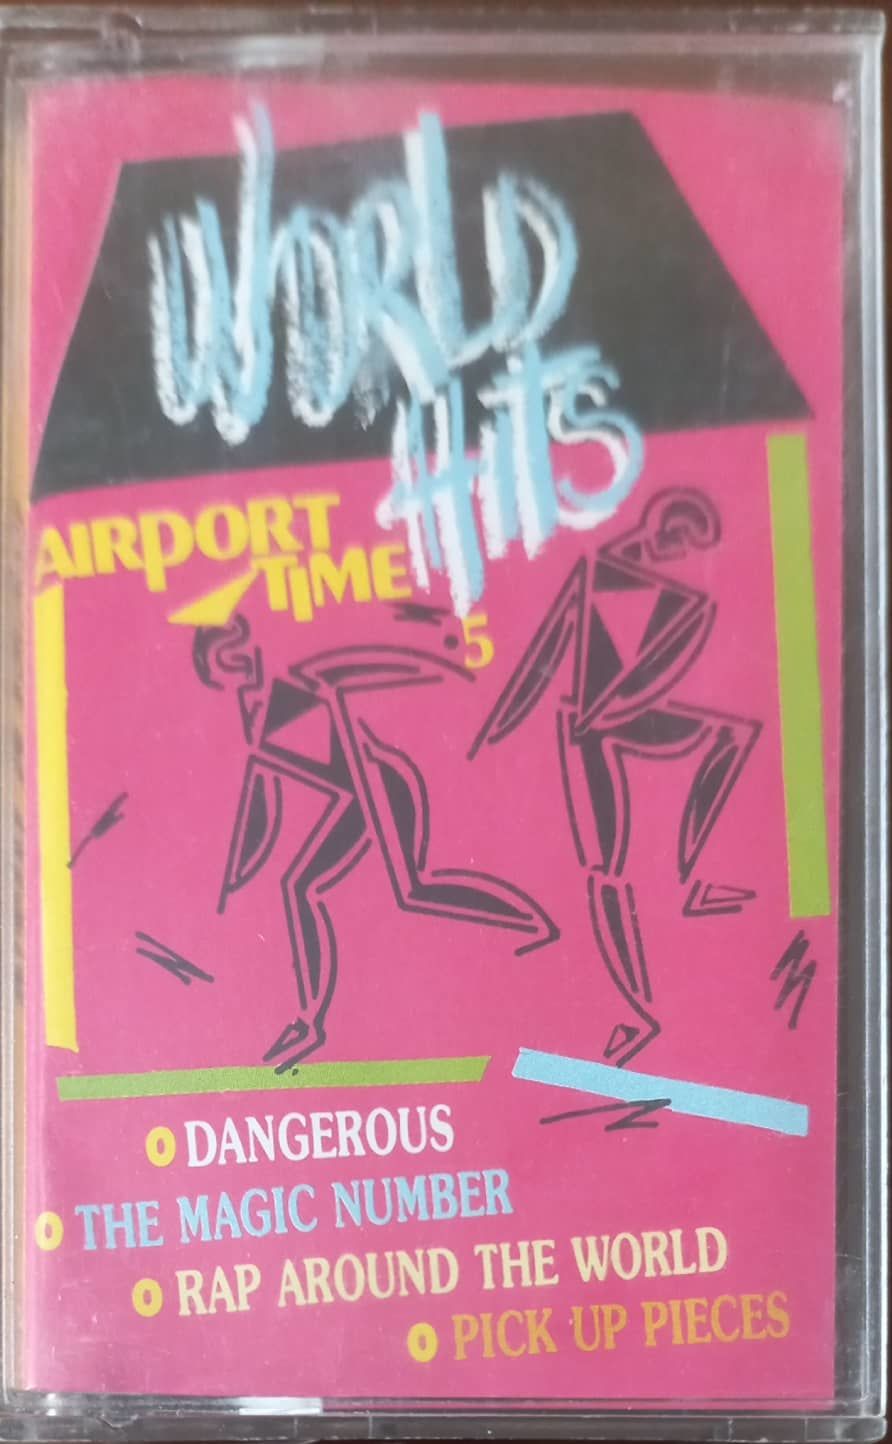 WORLD
HITS
AIRPORT
TIME
5
O DANGEROUS
O THE MAGIC NUMBER
O RAP AROUND THE WORLD
O PICK UP PIECES